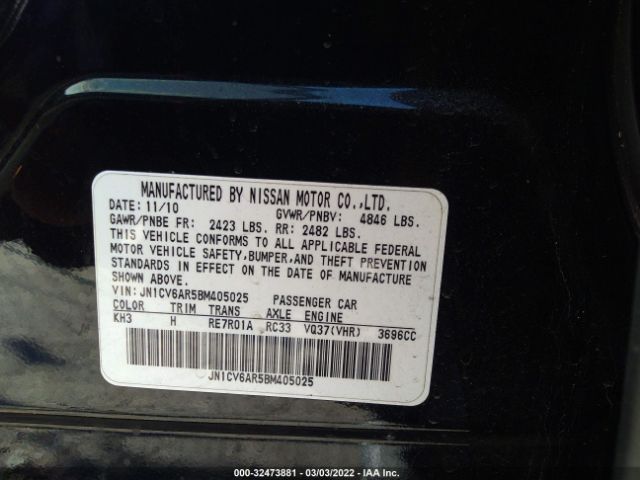 MANUFACTURED BY NISSAN MOTOR CO.,LTD.
DATE: 11/10 GVWR/PNBV: 4846 LBS.
GAWR/PNBE FR: 2423 LBS. RR: 2482 LBS.
THIS VEHICLE CONFORMS TO ALL APPLICABLE FEDERAL
MOTOR VEHICLE SAFETY,BUMPER,AND THEFT PREVENTION
STANDARDS IN EFFECT ON THE DATE OF MANUFACTURE
SHOWN ABOVE.
VIN: JN1CV6AR5BM405025 PASSENGER CAR
COLOR TRIM TRANS AXLE ENGINE
KH3 H RE7R01A RC33 VQ37(VHR) 3696CC
JN1CV6AR5BM405025
000-32473881 - 03/03/2022 - IAA Inc.